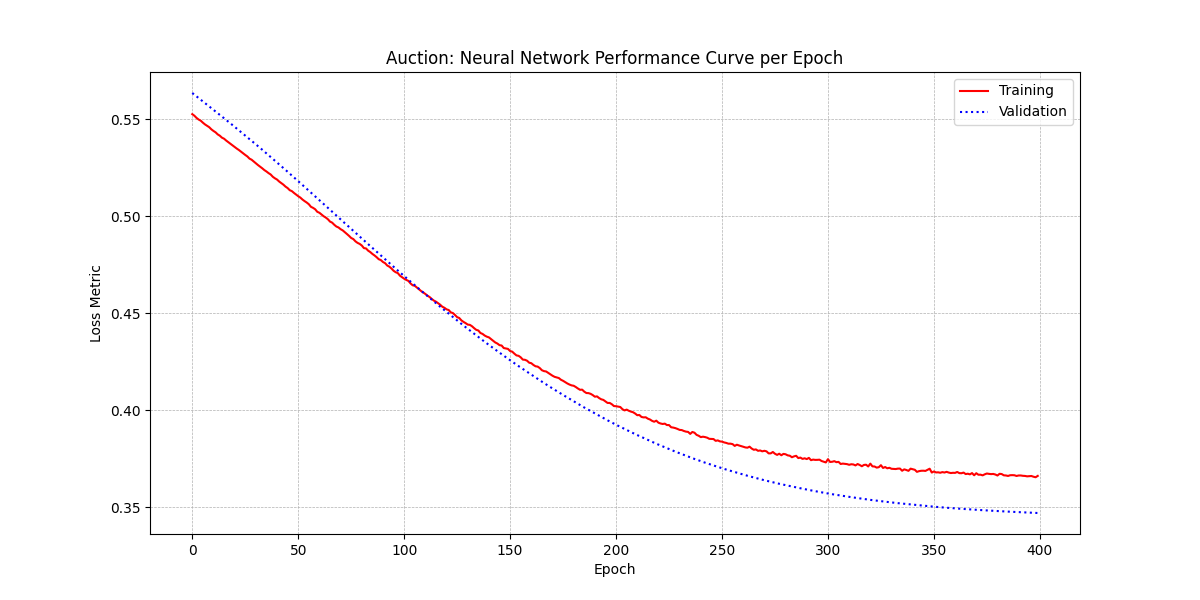 Auction: Neural Network Performance Curve per Epoch
Training
Validation
Loss Metric
0.55
0.50
0.45
0.40
0.35
0 50 100 150 200 250 300 350 400
Epoch